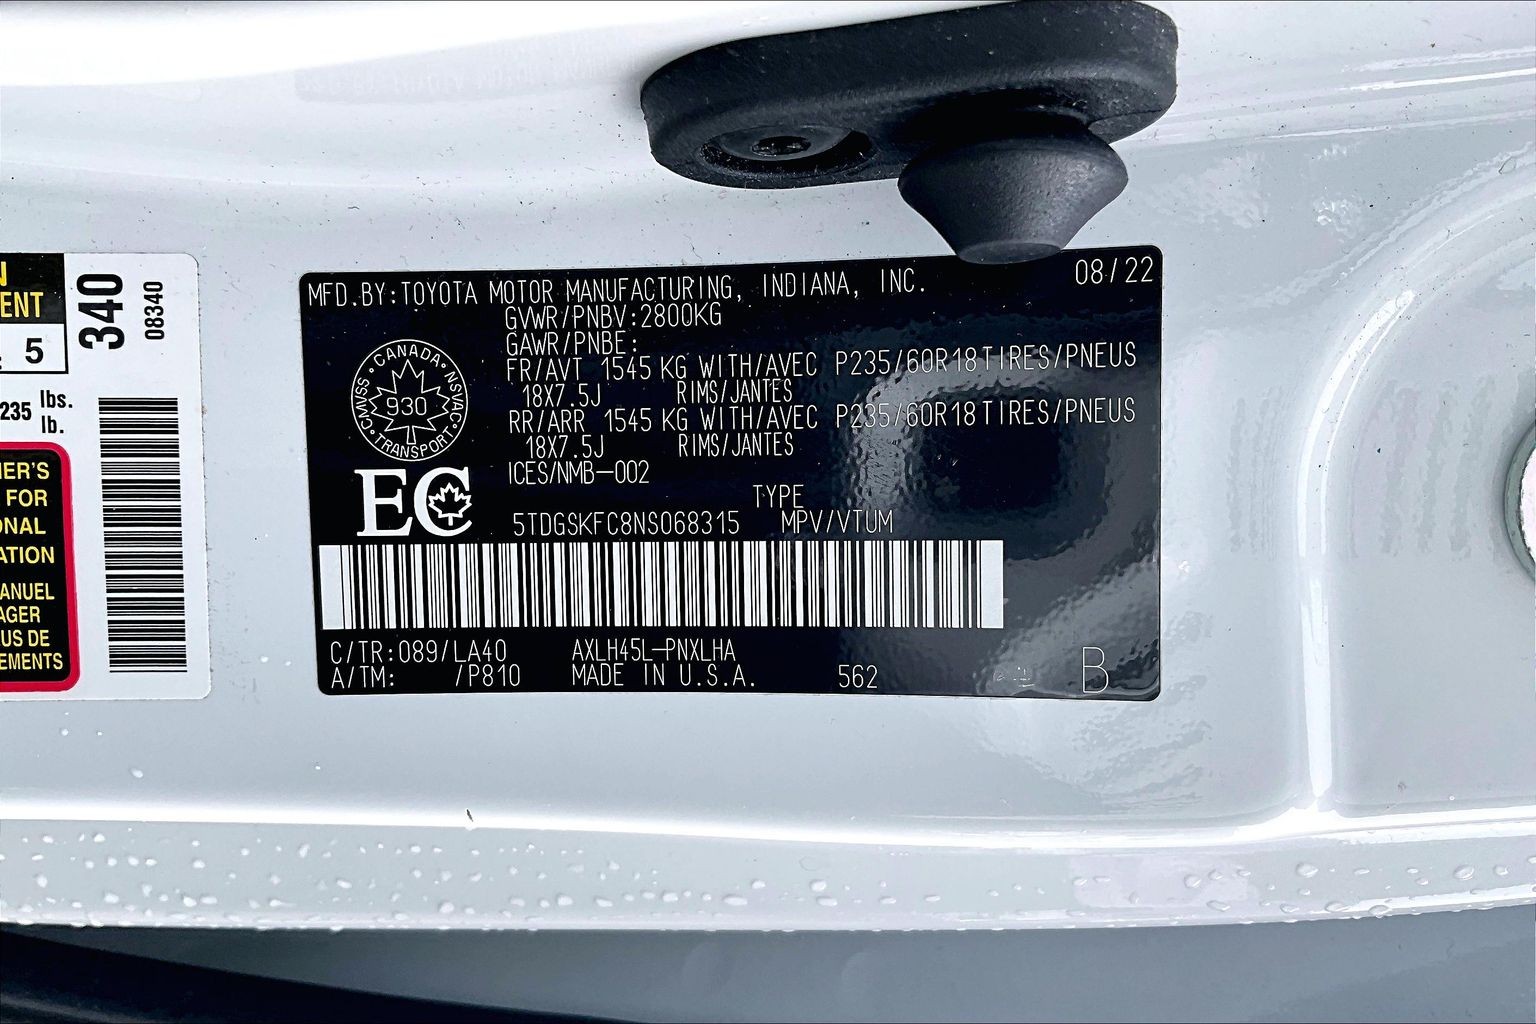 N
ENT
5
235 lbs.
lb.
ER'S
FOR
ONAL
ATION
ANUEL
AGER
US DE
EMENTS
340
08340
MFD.BY:TOYOTA MOTOR MANUFACTURING, INDIANA, INC. 08/22
GVWR/PNBV:2800KG
GAWR/PNBE:
FR/AVT 1545 KG WITH/AVEC P235/60R18 TIRES/PNEUS
18X7.5J RIMS/JANTES
RR/ARR 1545 KG WITH/AVEC P235/60R18 TIRES/PNEUS
18X7.5J RIMS/JANTES
ICES/NMB-002
CANADA
CMVSS NSVAC
930
TRANSPORT
EC
TYPE
5TDGSKFC8NS068315 MPV/VTUM
C/TR:089/LA40 AXLH45L-PNXLHA
A/TM: /P810 MADE IN U.S.A. 562 B